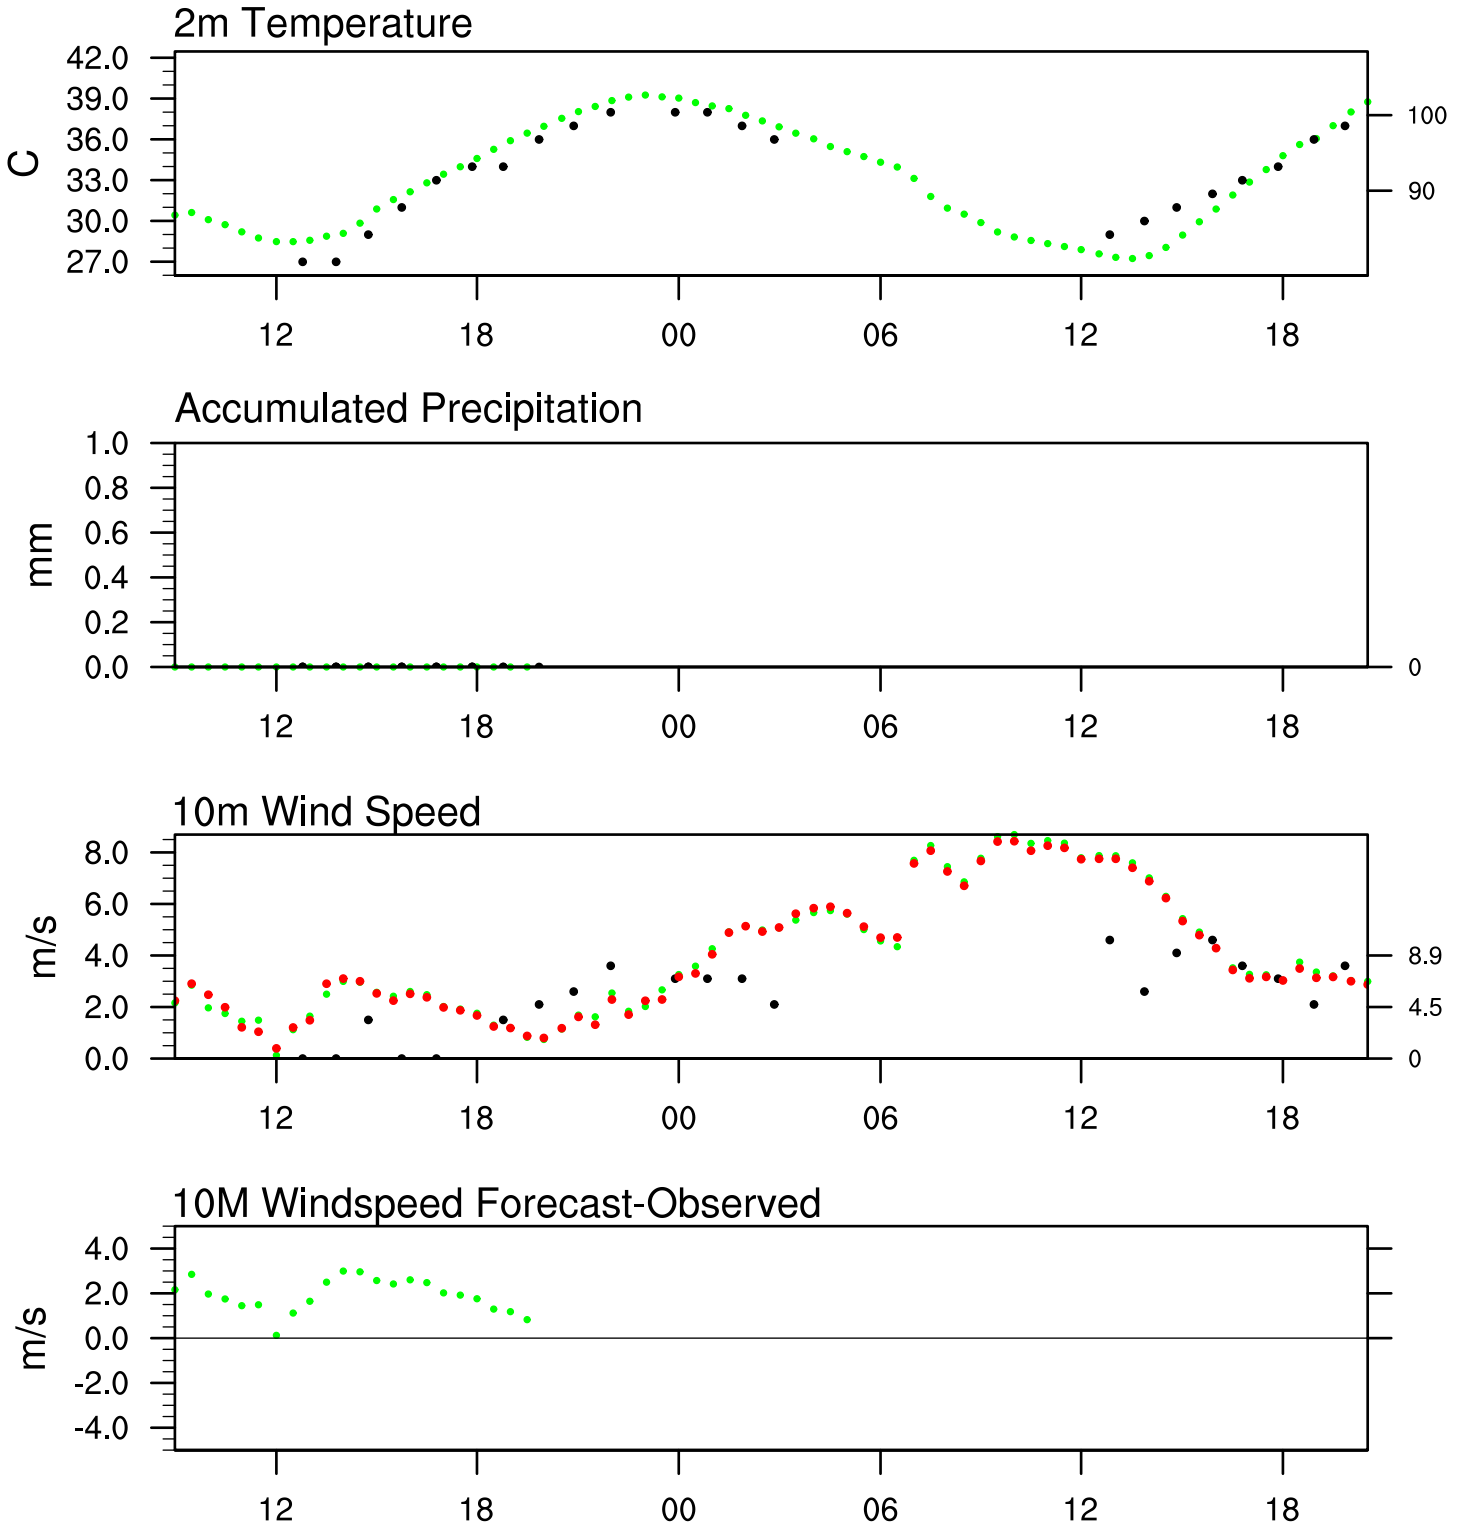 2m Temperature
42.0
39.0
36.0
33.0
30.0
27.0
C
100
90
12 18 00 06 12 18
Accumulated Precipitation
1.0
0.8
0.6
0.4
0.2
0.0
mm
0
12 18 00 06 12 18
10m Wind Speed
8.0
6.0
4.0
2.0
0.0
m/s
8.9
4.5
0
12 18 00 06 12 18
10M Windspeed Forecast-Observed
4.0
2.0
0.0
-2.0
-4.0
m/s
12 18 00 06 12 18